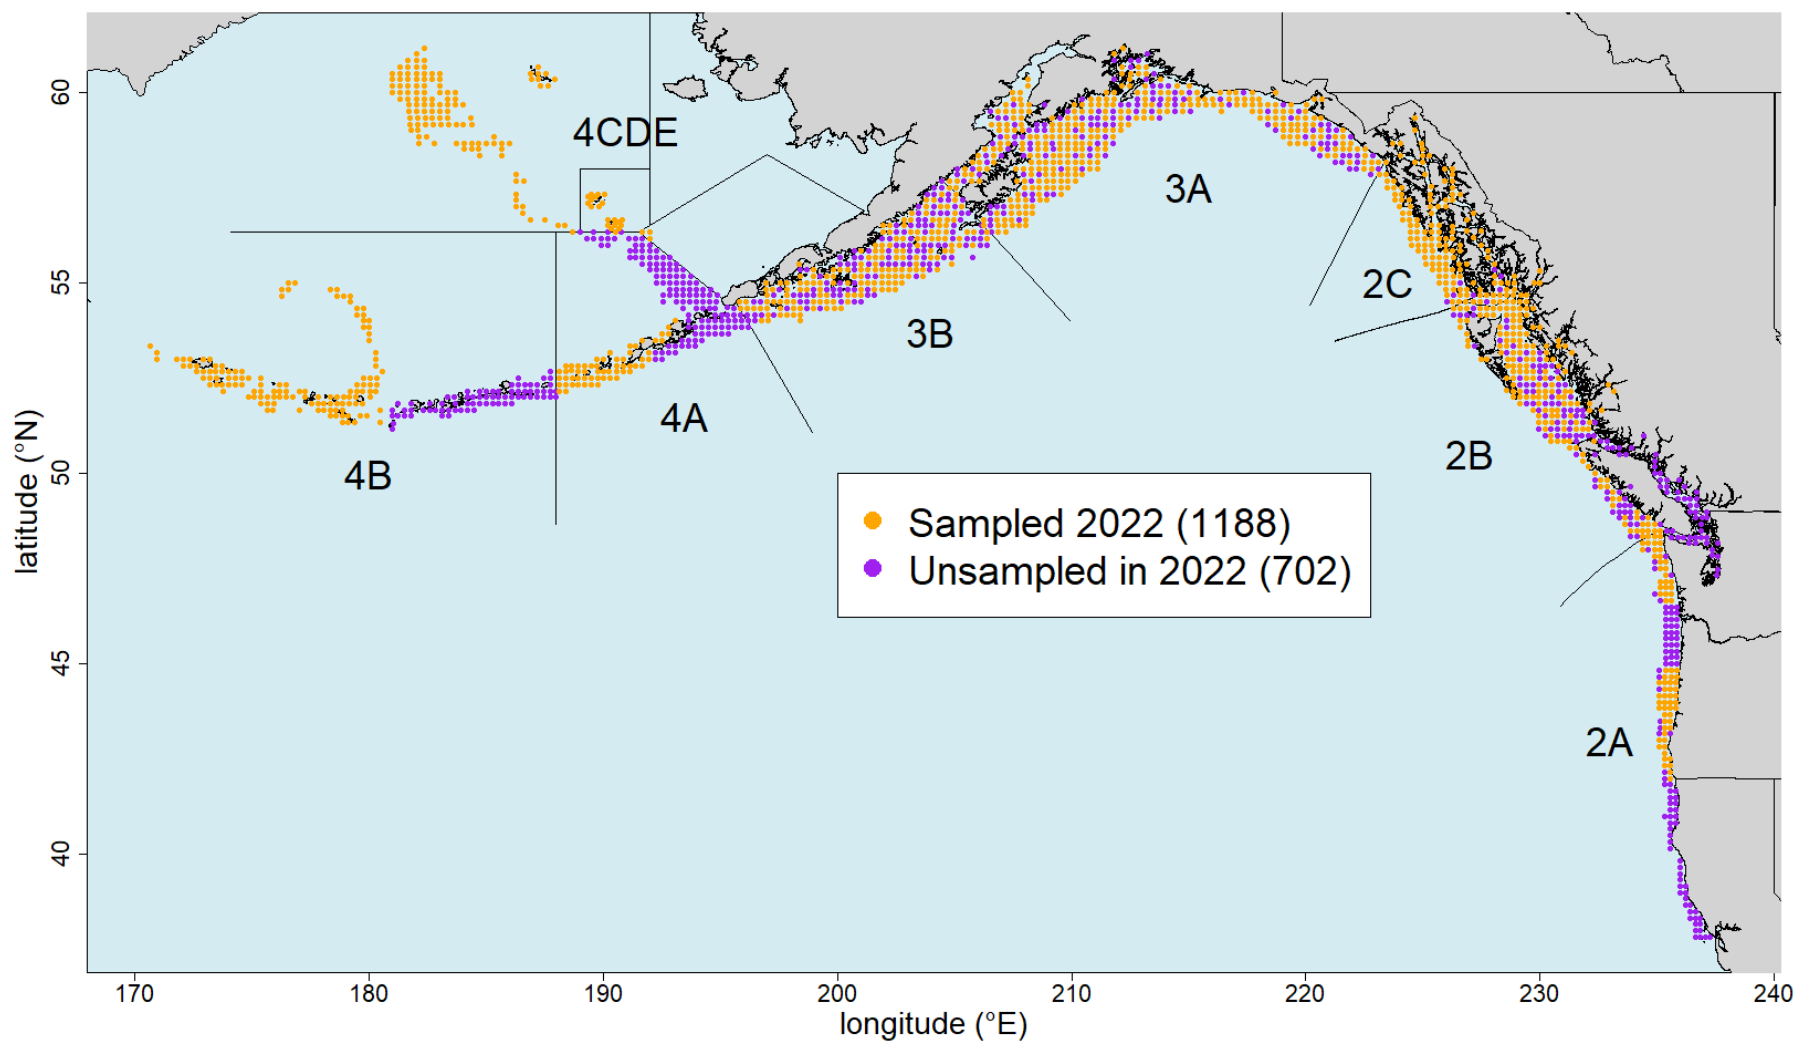 4CDE
3A
2C
3B
4A
2B
4B
Sampled 2022 (1188)
Unsampled in 2022 (702)
2A
60
55
50
45
40
latitude (°N)
170
180
190
200
210
220
230
240
longitude (°E)